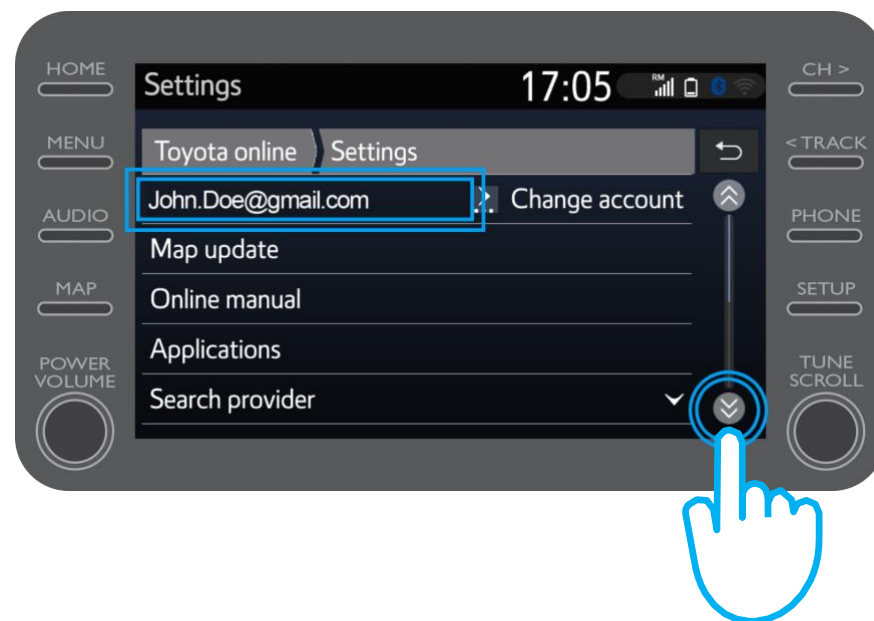 HOME
CH >
Settings
17:05
RM
MENU
< TRACK
Toyota online
Settings
John.Doe@gmail.com
Change account
AUDIO
PHONE
Map update
MAP
Online manual
SETUP
Applications
POWER
VOLUME
TUNE
SCROLL
Search provider